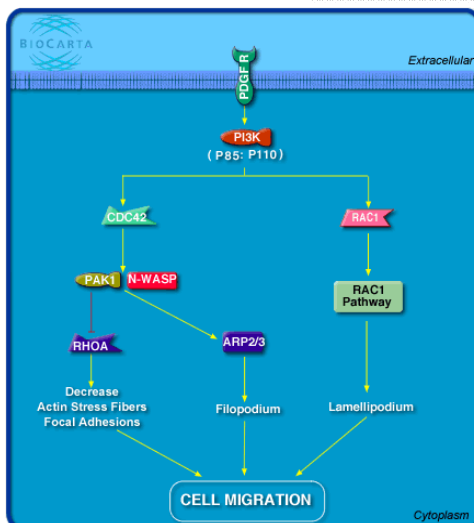 BIOCARTA
Extracellular
PDGF R
PI3K
( P85: P110 )
CDC42
RAC1
PAK1
N-WASP
RAC1
Pathway
RHOA
ARP2/3
Decrease
Actin Stress Fibers
Focal Adhesions
Filopodium
Lamellipodium
CELL MIGRATION
Cytoplasm